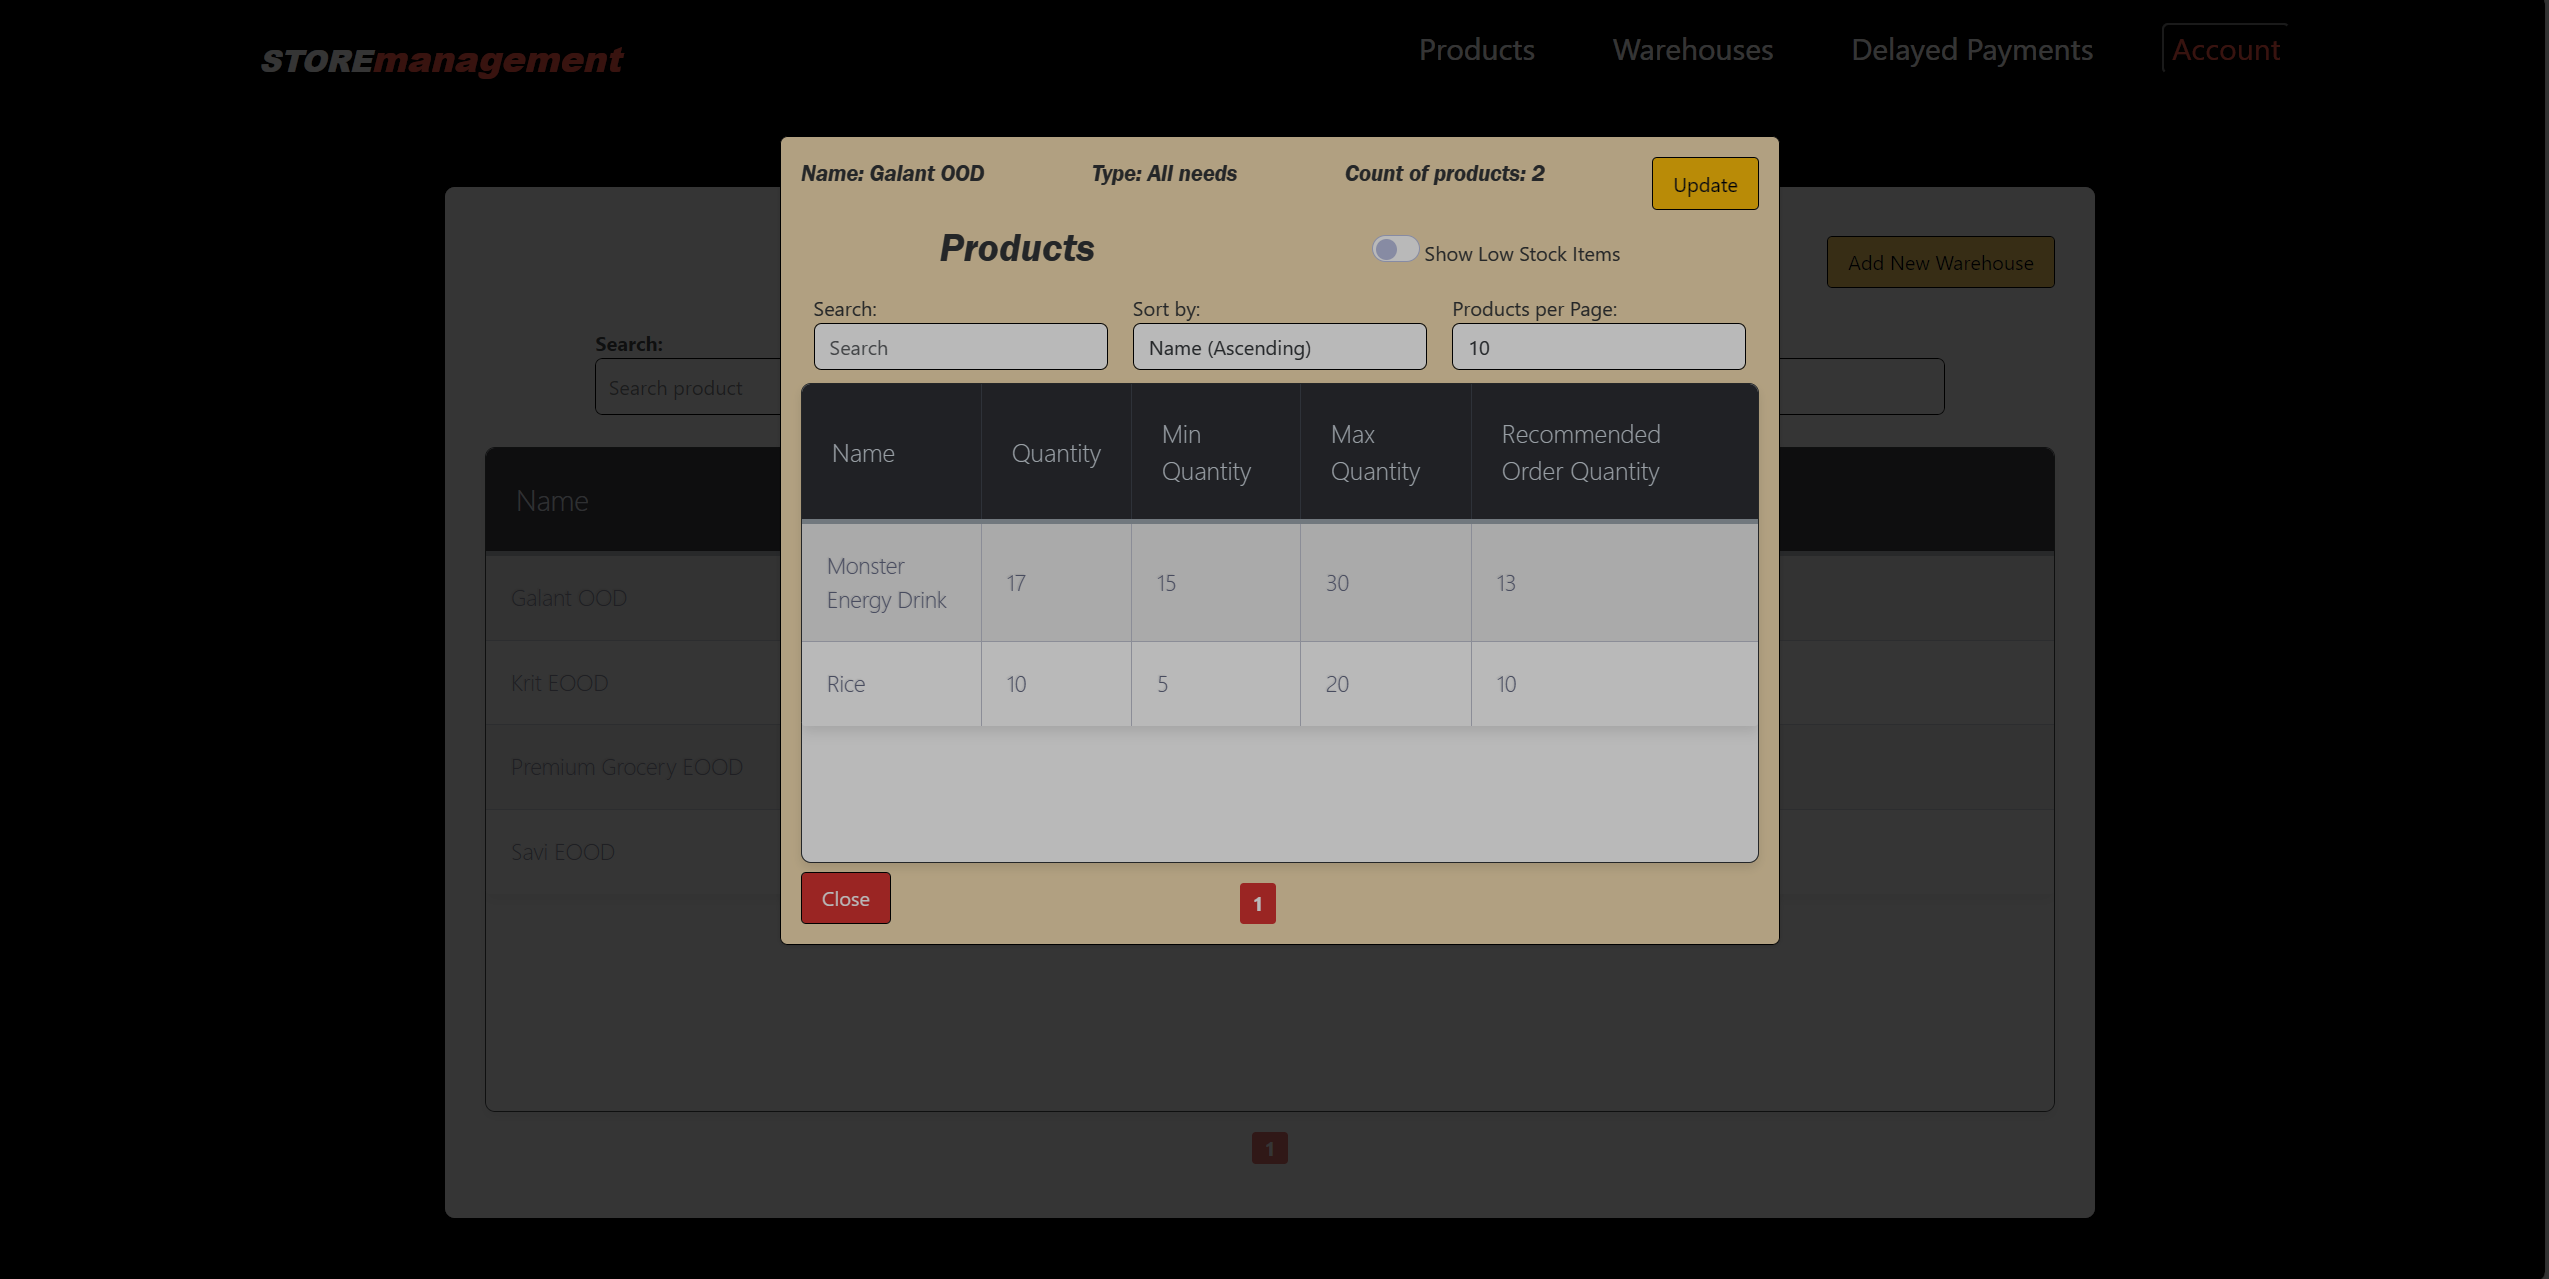 STOREmanagement
Products Warehouses Delayed Payments Account
Name: Galant OOD Type: All needs Count of products: 2 Update
Products Show Low Stock Items
Add New Warehouse
Search: Sort by: Products per Page:
Search Name (Ascending) 10
Search:
Search product
Name Quantity Min Quantity Max Quantity Recommended Order Quantity
Monster Energy Drink 17 15 30 13
Rice 10 5 20 10
Close 1
Name
Galant OOD
Krit EOOD
Premium Grocery EOOD
Savi EOOD
1